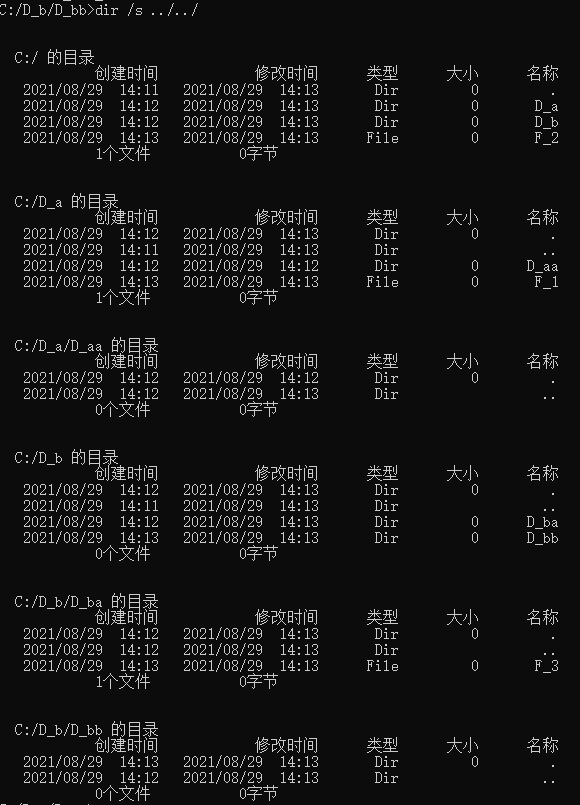 C:/D_b/D_bb>dir /s ../../
C:/ 的目录
创建时间 修改时间 类型 大小 名称
2021/08/29 14:11 2021/08/29 14:13 Dir 0 .
2021/08/29 14:12 2021/08/29 14:13 Dir 0 D_a
2021/08/29 14:12 2021/08/29 14:13 Dir 0 D_b
2021/08/29 14:13 2021/08/29 14:13 File 0 F_2
1个文件 0字节
C:/D_a 的目录
创建时间 修改时间 类型 大小 名称
2021/08/29 14:12 2021/08/29 14:13 Dir 0 .
2021/08/29 14:11 2021/08/29 14:13 Dir ..
2021/08/29 14:12 2021/08/29 14:12 Dir 0 D_aa
2021/08/29 14:13 2021/08/29 14:13 File 0 F_1
1个文件 0字节
C:/D_a/D_aa 的目录
创建时间 修改时间 类型 大小 名称
2021/08/29 14:12 2021/08/29 14:12 Dir 0 .
2021/08/29 14:12 2021/08/29 14:13 Dir ..
0个文件 0字节
C:/D_b 的目录
创建时间 修改时间 类型 大小 名称
2021/08/29 14:12 2021/08/29 14:13 Dir 0 .
2021/08/29 14:11 2021/08/29 14:13 Dir ..
2021/08/29 14:12 2021/08/29 14:13 Dir 0 D_ba
2021/08/29 14:13 2021/08/29 14:13 Dir 0 D_bb
0个文件 0字节
C:/D_b/D_ba 的目录
创建时间 修改时间 类型 大小 名称
2021/08/29 14:12 2021/08/29 14:13 Dir 0 .
2021/08/29 14:12 2021/08/29 14:13 Dir ..
2021/08/29 14:13 2021/08/29 14:13 File 0 F_3
1个文件 0字节
C:/D_b/D_bb 的目录
创建时间 修改时间 类型 大小 名称
2021/08/29 14:13 2021/08/29 14:13 Dir 0 .
2021/08/29 14:12 2021/08/29 14:13 Dir ..
0个文件 0字节